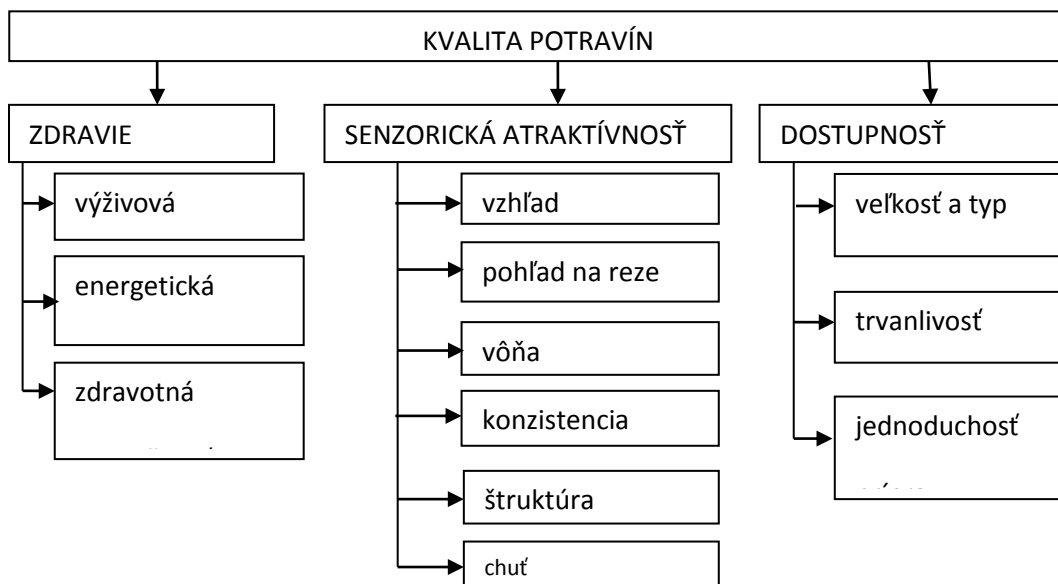 KVALITA POTRAVÍN
ZDRAVIE
výživová
energetická
zdravotná
SENZORICKÁ ATRAKTÍVNOSŤ
vzhľad
pohľad na reze
vôňa
konzistencia
štruktúra
chuť
DOSTUPNOSŤ
veľkosť a typ
trvanlivosť
jednoduchosť